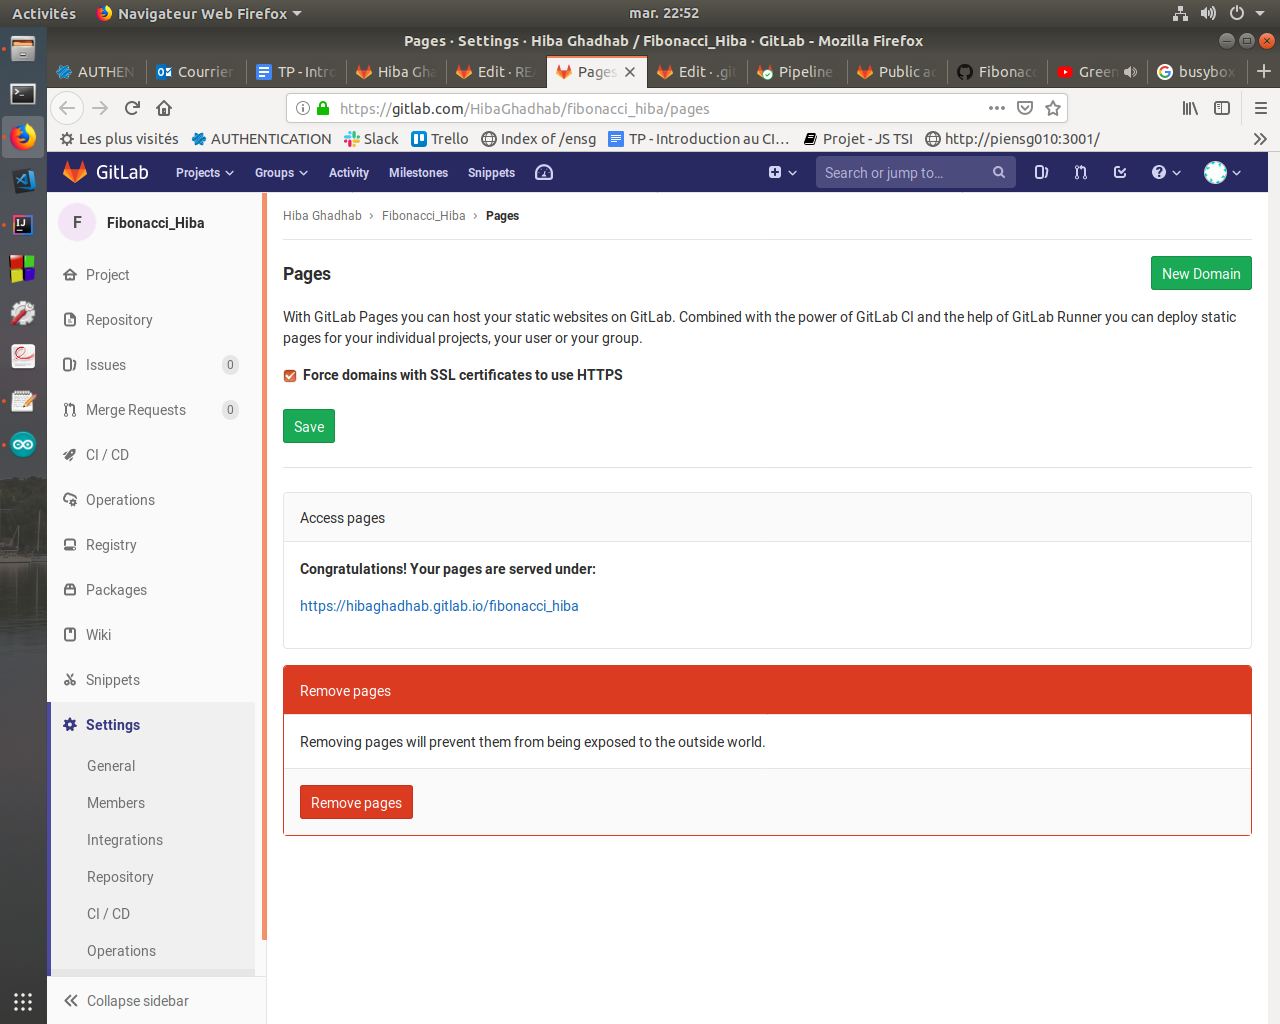 Activités Navigateur Web Firefox mar. 22:52
Pages · Settings · Hiba Ghadhab / Fibonacci_Hiba · GitLab - Mozilla Firefox
AUTHEN Courrier TP - Intro Hiba Gha Edit · RE Pages Edit · .git Pipeline Public ac Fibonacc Green busybox
https://gitlab.com/HibaGhadhab/fibonacci_hiba/pages
Les plus visités AUTHENTICATION Slack Trello Index of /ensg TP - Introduction au CI... Projet - JS TSI http://piensg010:3001/
GitLab Projects Groups Activity Milestones Snippets Search or jump to...
F Fibonacci_Hiba
Hiba Ghadhab › Fibonacci_Hiba › Pages
Project
Repository
Issues 0
Merge Requests 0
CI / CD
Operations
Registry
Packages
Wiki
Snippets
Settings
General
Members
Integrations
Repository
CI / CD
Operations
Collapse sidebar
Pages
New Domain
With GitLab Pages you can host your static websites on GitLab. Combined with the power of GitLab CI and the help of GitLab Runner you can deploy static
pages for your individual projects, your user or your group.
Force domains with SSL certificates to use HTTPS
Save
Access pages
Congratulations! Your pages are served under:
https://hibaghadhab.gitlab.io/fibonacci_hiba
Remove pages
Removing pages will prevent them from being exposed to the outside world.
Remove pages